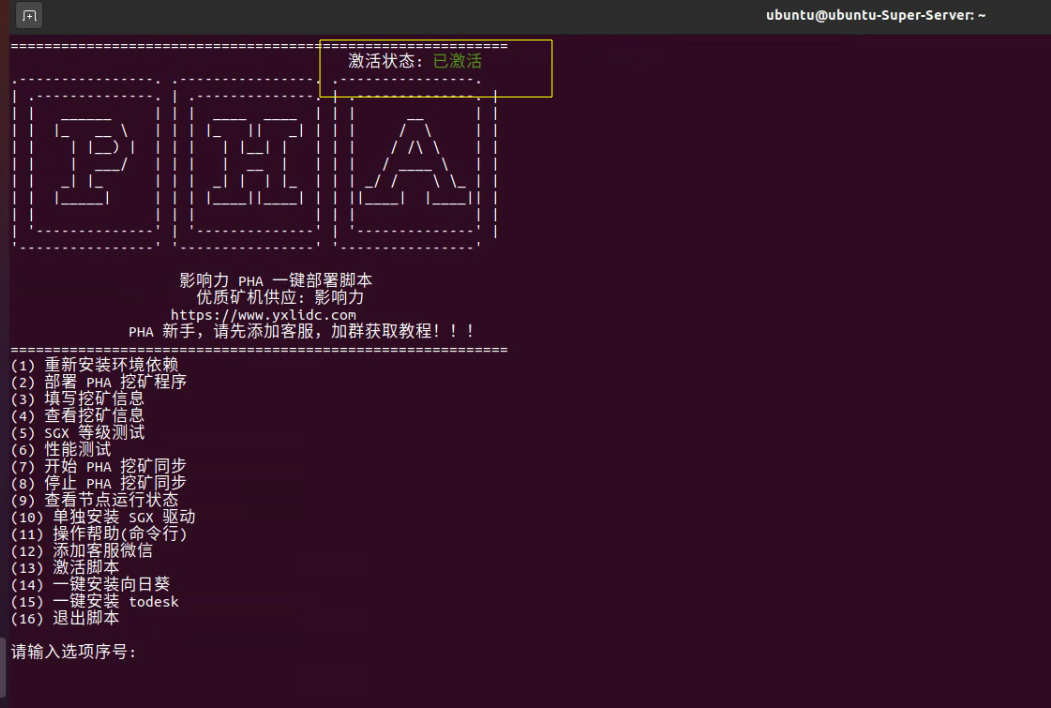 ubuntu@ubuntu-Super-Server: ~
===========================================================
激活状态: 已激活
PHA
影响力 PHA 一键部署脚本
优质矿机供应: 影响力
https://www.yxlidc.com
PHA 新手, 请先添加客服, 加群获取教程! ! !
===========================================================
(1) 重新安装环境依赖
(2) 部署 PHA 挖矿程序
(3) 填写挖矿信息
(4) 查看挖矿信息
(5) SGX 等级测试
(6) 性能测试
(7) 开始 PHA 挖矿同步
(8) 停止 PHA 挖矿同步
(9) 查看节点运行状态
(10) 单独安装 SGX 驱动
(11) 操作帮助(命令行)
(12) 添加客服微信
(13) 激活脚本
(14) 一键安装向日葵
(15) 一键安装 todesk
(16) 退出脚本
请输入选项序号: